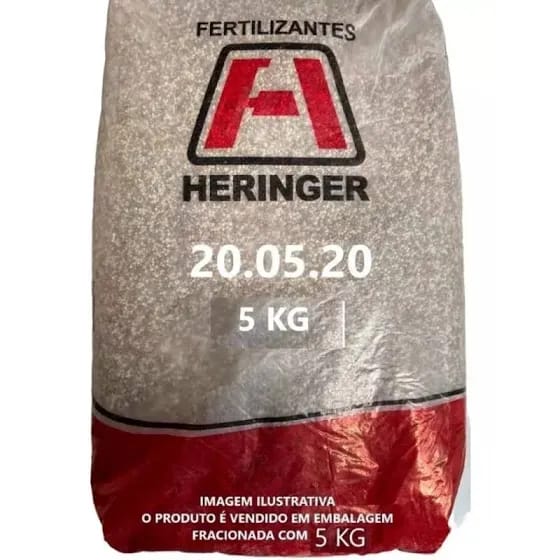 FERTILIZANTES
HERINGER
20.05.20
5 KG
IMAGEM ILUSTRATIVA
O PRODUTO É VENDIDO EM EMBALAGEM
FRACIONADA COM 5 KG